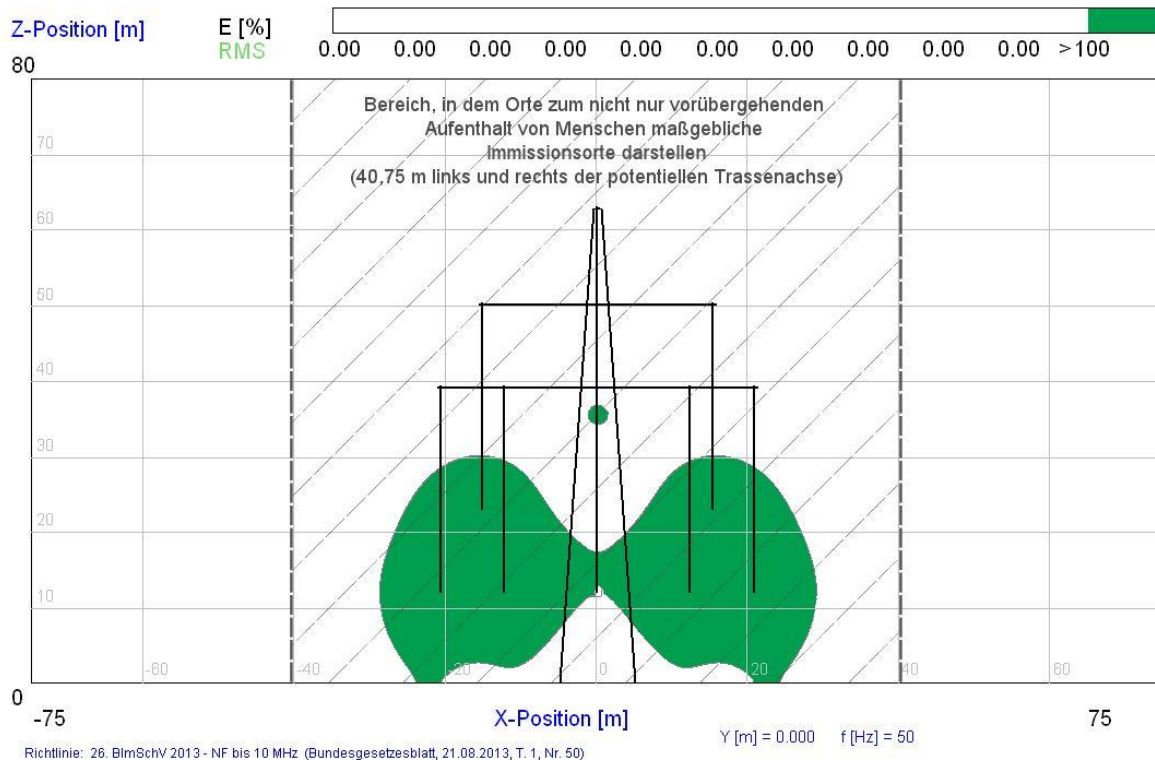 Z-Position [m]
E [%]
RMS
0.00 0.00 0.00 0.00 0.00 0.00 0.00 0.00 0.00 0.00 >100
80
Bereich, in dem Orte zum nicht nur vorübergehenden
Aufenthalt von Menschen maßgebliche
Immissionsorte darstellen
(40,75 m links und rechts der potentiellen Trassenachse)
70
60
50
40
30
20
10
-60 -40 -20 0 20 40 60
0
-75
X-Position [m]
75
Y [m] = 0.000 f [Hz] = 50
Richtlinie: 26. BImSchV 2013 - NF bis 10 MHz (Bundesgesetzesblatt, 21.08.2013, T. 1, Nr. 50)